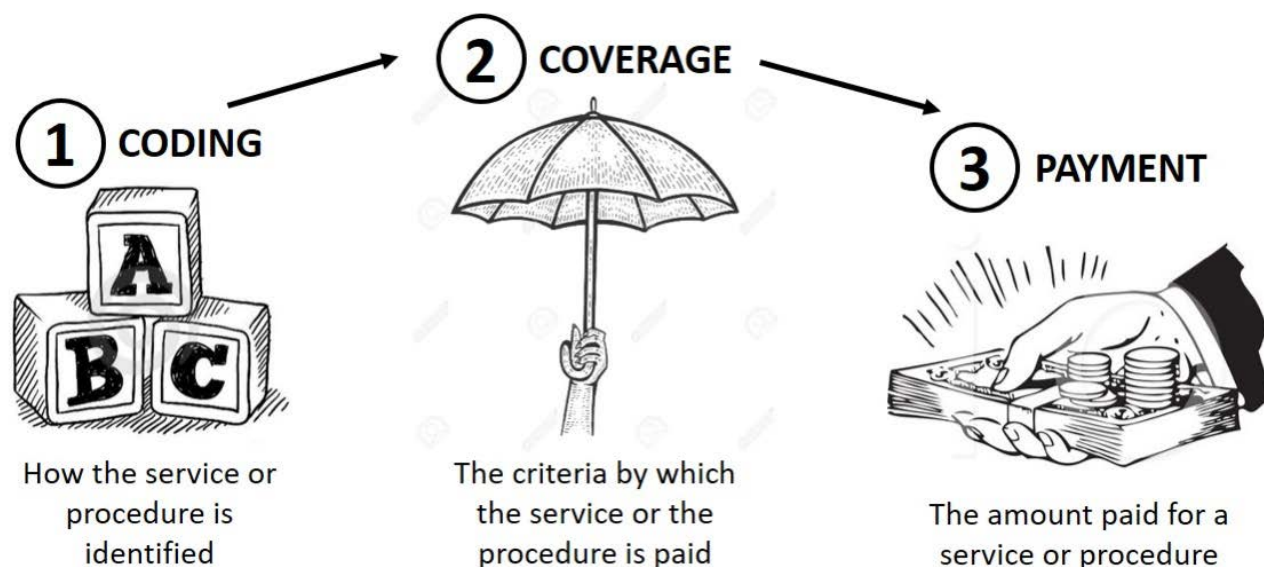 1 CODING
A
B C
How the service or
procedure is
identified
2 COVERAGE
The criteria by which
the service or the
procedure is paid
3 PAYMENT
The amount paid for a
service or procedure